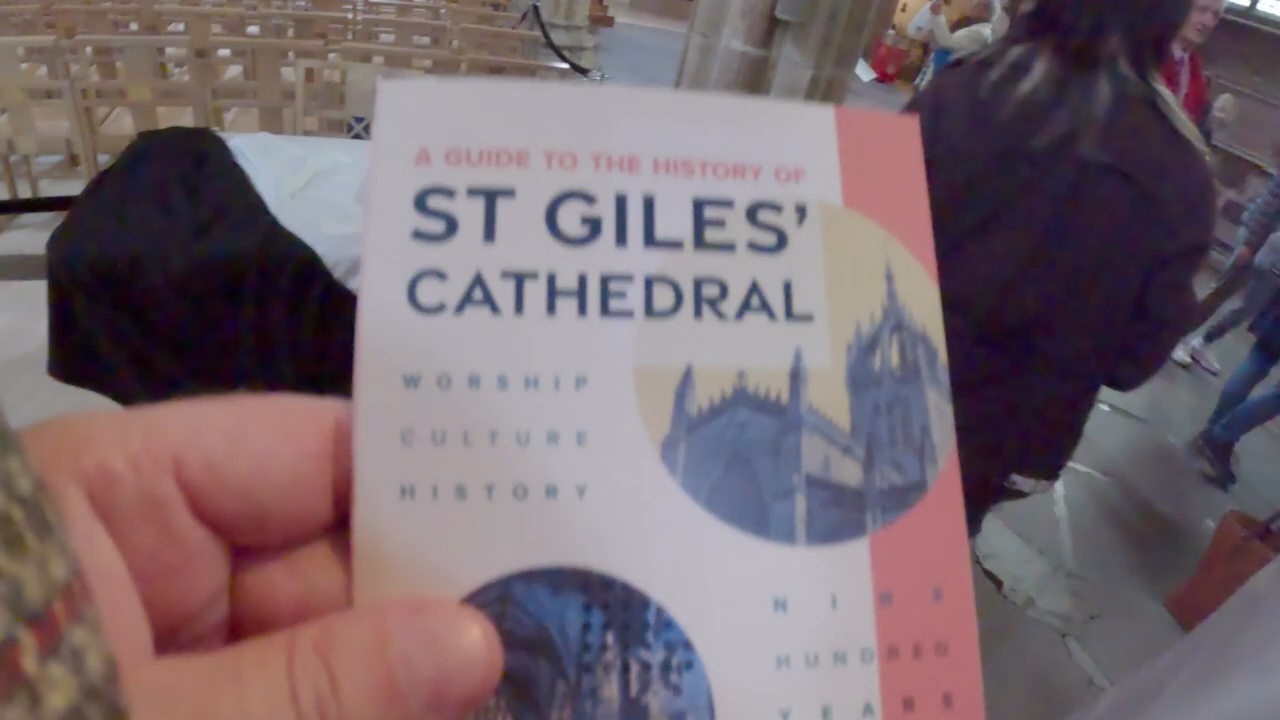 A GUIDE TO THE HISTORY OF
ST GILES'
CATHEDRAL
WORSHIP
CULTURE
HISTORY
NINE
HUNDRED
YEARS